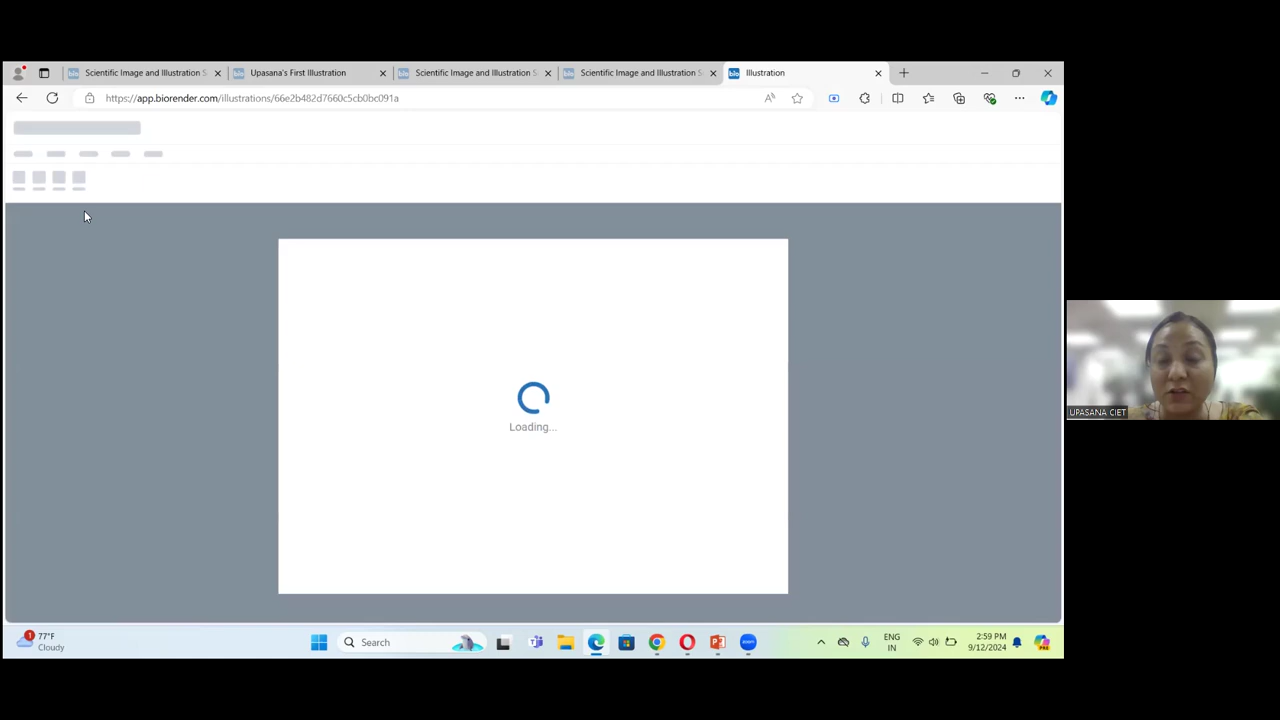 Scientific Image and Illustration S
Upasana's First Illustration
Scientific Image and Illustration S
Scientific Image and Illustration S
Illustration
https://app.biorender.com/illustrations/66e2b482d7660c5cb0bc091a
Loading...
UPASANA CIET
1
77°F
Cloudy
Search
ENG
IN
2:59 PM
9/12/2024